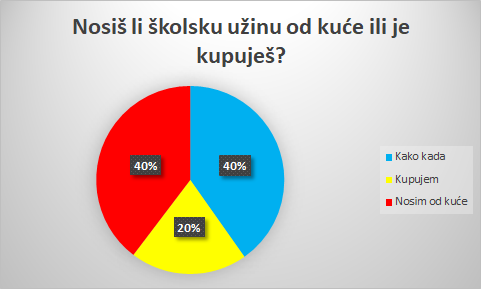 Nosiš li školsku užinu od kuće ili je
kupuješ?
40%
40%
20%
Kako kada
Kupujem
Nosim od kuće